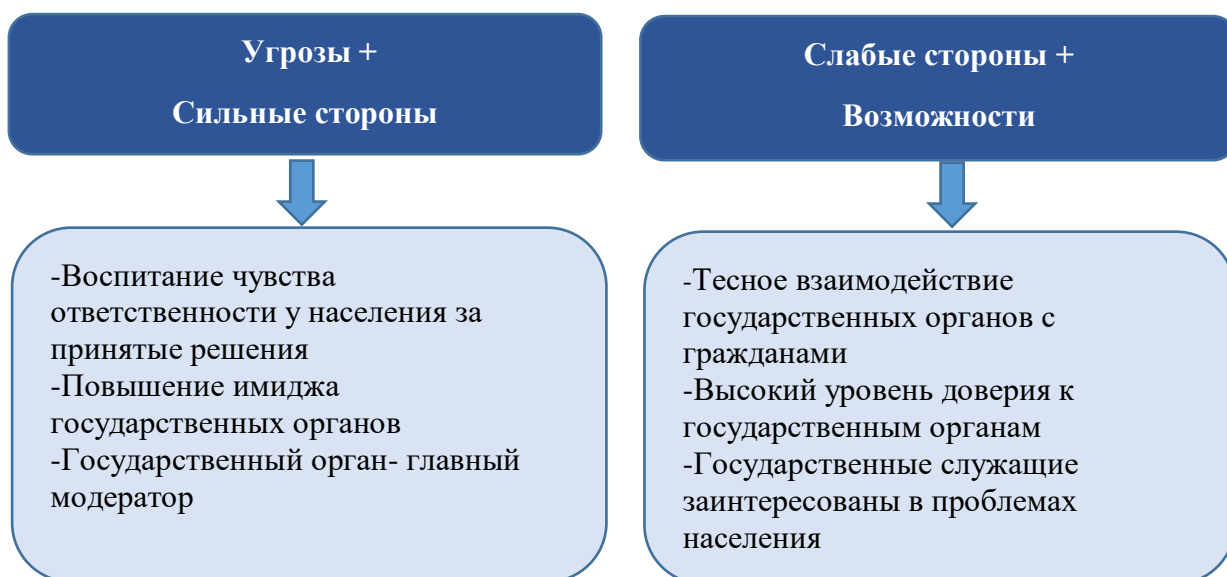 Угрозы +
Сильные стороны
-Воспитание чувства
ответственности у населения за
принятые решения
-Повышение имиджа
государственных органов
-Государственный орган- главный
модератор
Слабые стороны +
Возможности
-Тесное взаимодействие
государственных органов с
гражданами
-Высокий уровень доверия к
государственным органам
-Государственные служащие
заинтересованы в проблемах
населения